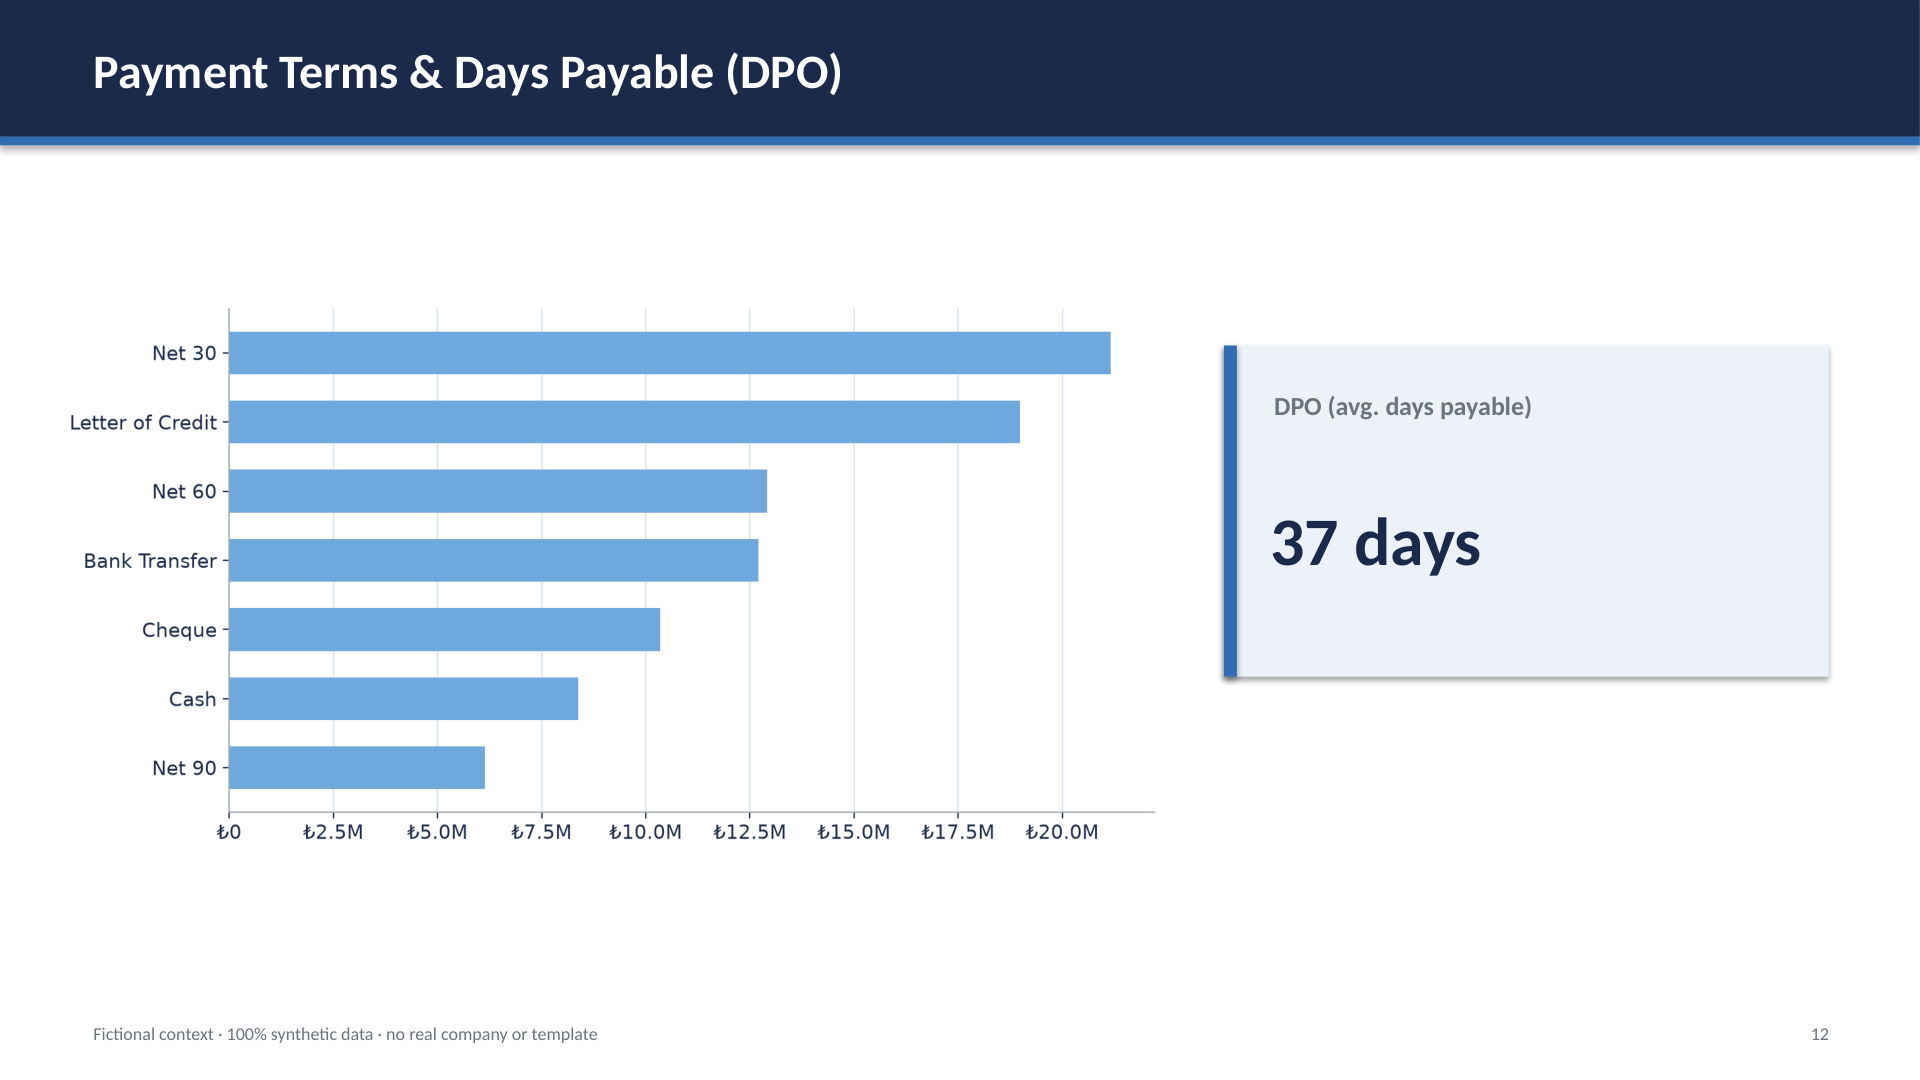 Payment Terms & Days Payable (DPO)
Net 30
Letter of Credit
Net 60
Bank Transfer
Cheque
Cash
Net 90
₺0 ₺2.5M ₺5.0M ₺7.5M ₺10.0M ₺12.5M ₺15.0M ₺17.5M ₺20.0M
DPO (avg. days payable)
37 days
Fictional context · 100% synthetic data · no real company or template
12